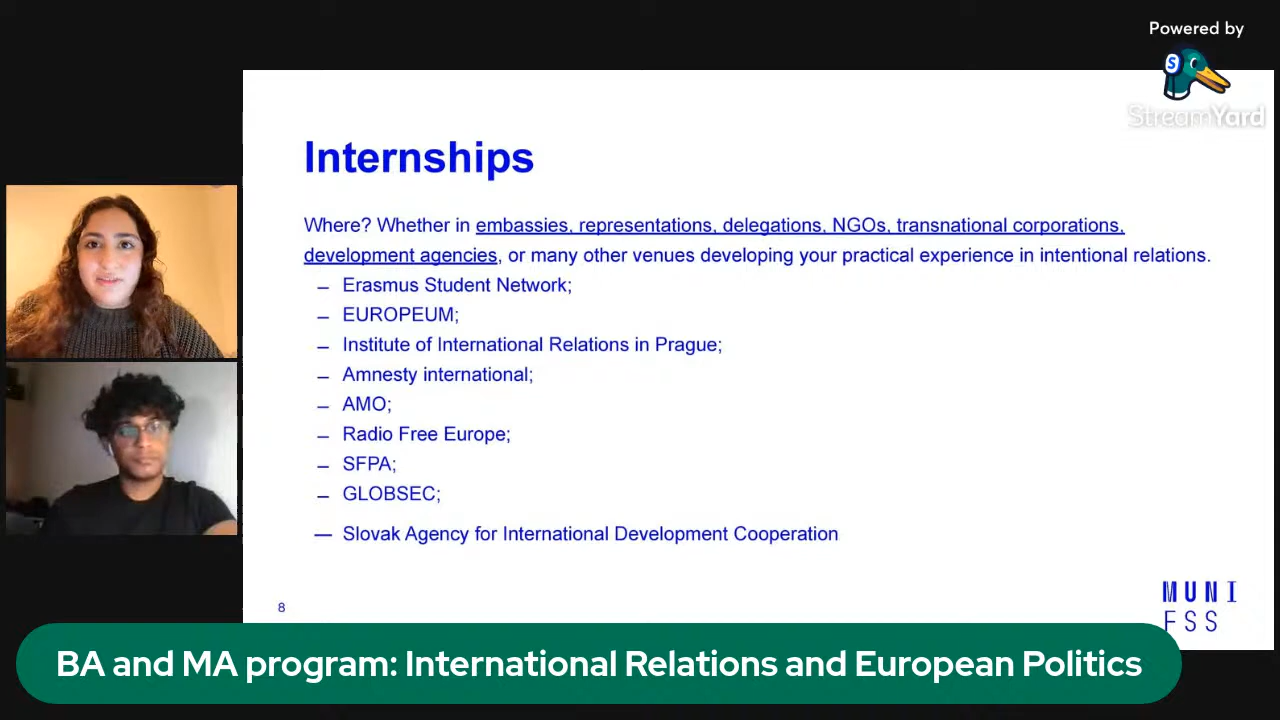 Powered by
StreamYard
Internships
Where? Whether in embassies, representations, delegations, NGOs, transnational corporations,
development agencies, or many other venues developing your practical experience in intentional relations.
– Erasmus Student Network;
– EUROPEUM;
– Institute of International Relations in Prague;
– Amnesty international;
– AMO;
– Radio Free Europe;
– SFPA;
– GLOBSEC;
— Slovak Agency for International Development Cooperation
8
MUNI
FSS
BA and MA program: International Relations and European Politics